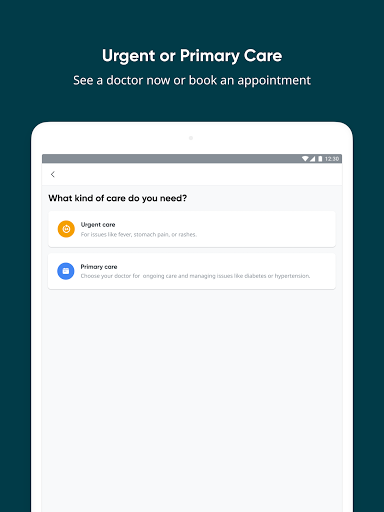 Urgent or Primary Care
See a doctor now or book an appointment
12:30
What kind of care do you need?
Urgent care
For issues like fever, stomach pain, or rashes.
Primary care
Choose your doctor for ongoing care and managing issues like diabetes or hypertension.